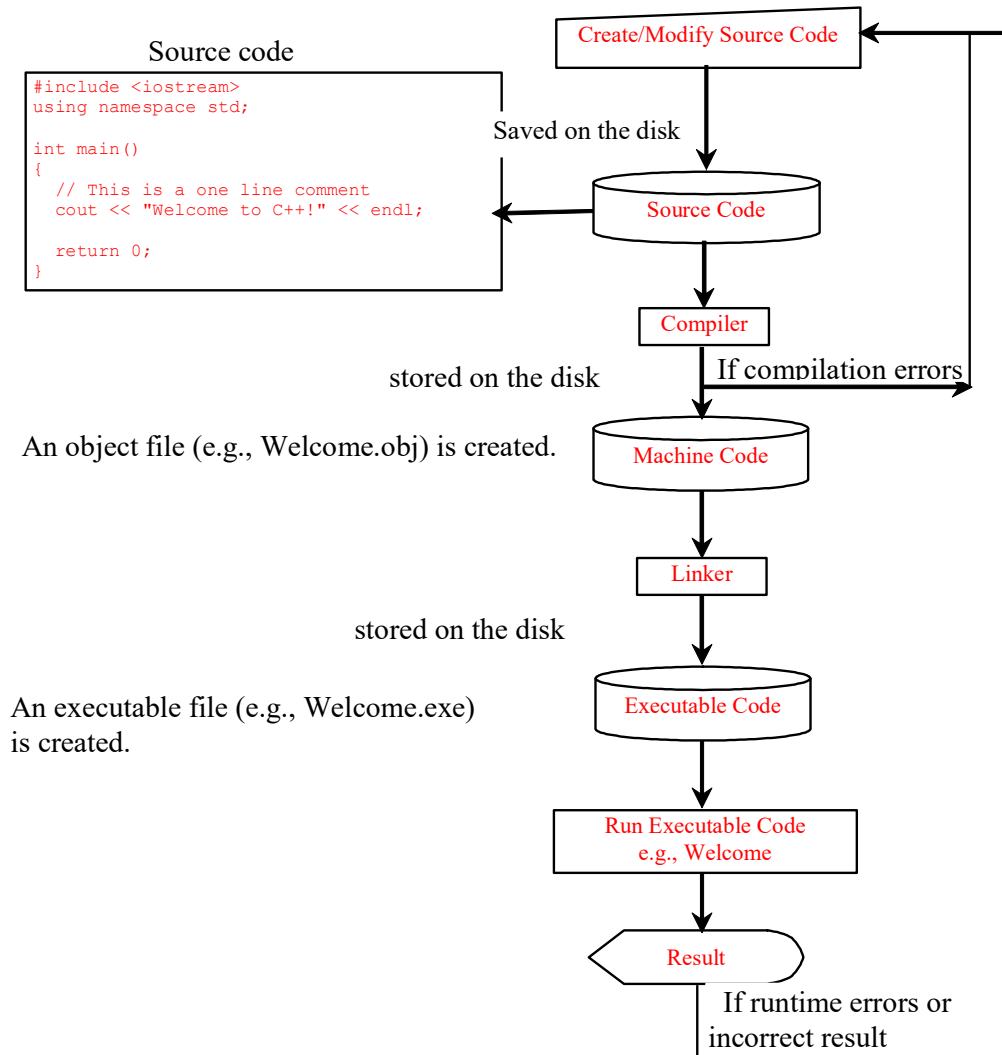 Create/Modify Source Code
Source code
#include <iostream>
using namespace std;
int main()
{
// This is a one line comment
cout << "Welcome to C++!" << endl;
return 0;
}
Saved on the disk
Source Code
Compiler
If compilation errors
stored on the disk
An object file (e.g., Welcome.obj) is created.
Machine Code
Linker
stored on the disk
An executable file (e.g., Welcome.exe)
is created.
Executable Code
Run Executable Code
e.g., Welcome
Result
If runtime errors or
incorrect result